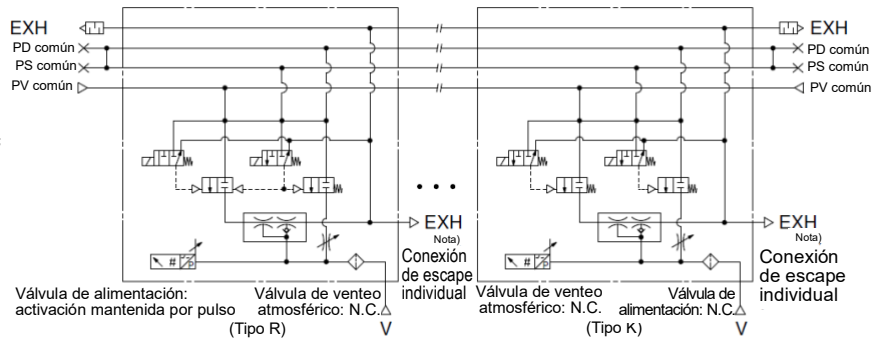 EXH
PD común
PS común
PV común
EXH
PD común
PS común
PV común
EXH
Nota)
Conexión
de escape
individual
EXH
Nota)
Conexión
de escape
individual
#
P
Válvula de alimentación:
activación mantenida por pulso
(Tipo R)
Válvula de venteo
atmosférico: N.C.
V
#
P
Válvula de venteo
atmosférico: N.C.
(Tipo K)
Válvula de
alimentación: N.C.
V